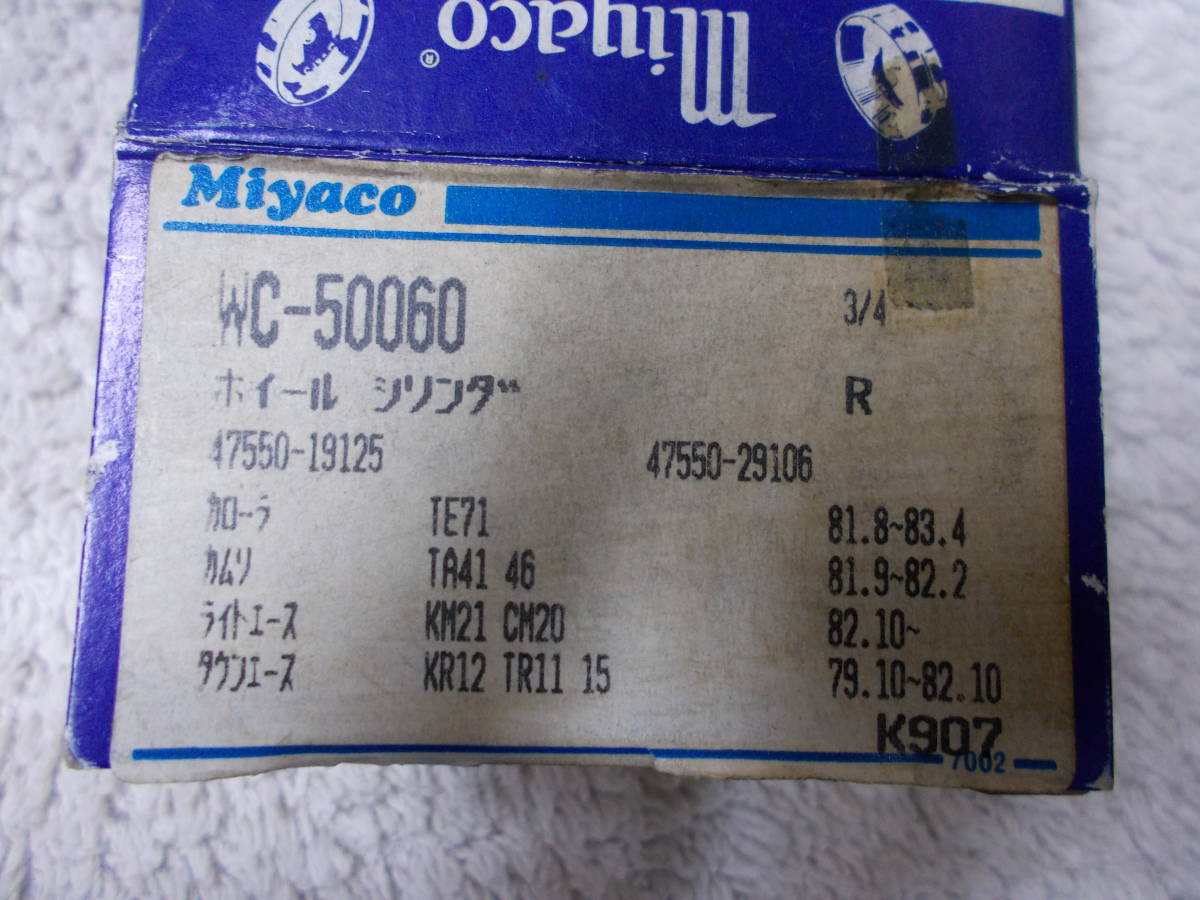 Miyaco®
Miyaco
WC-50060 3/4
ホイール シリンダ R
47550-19125 47550-29106
カローラ TE71 81.8~83.4
カムリ TA41 46 81.9~82.2
ライトエース KM21 CM20 82.10~
タウンエース KR12 TR11 15 79.10~82.10
K907
7002